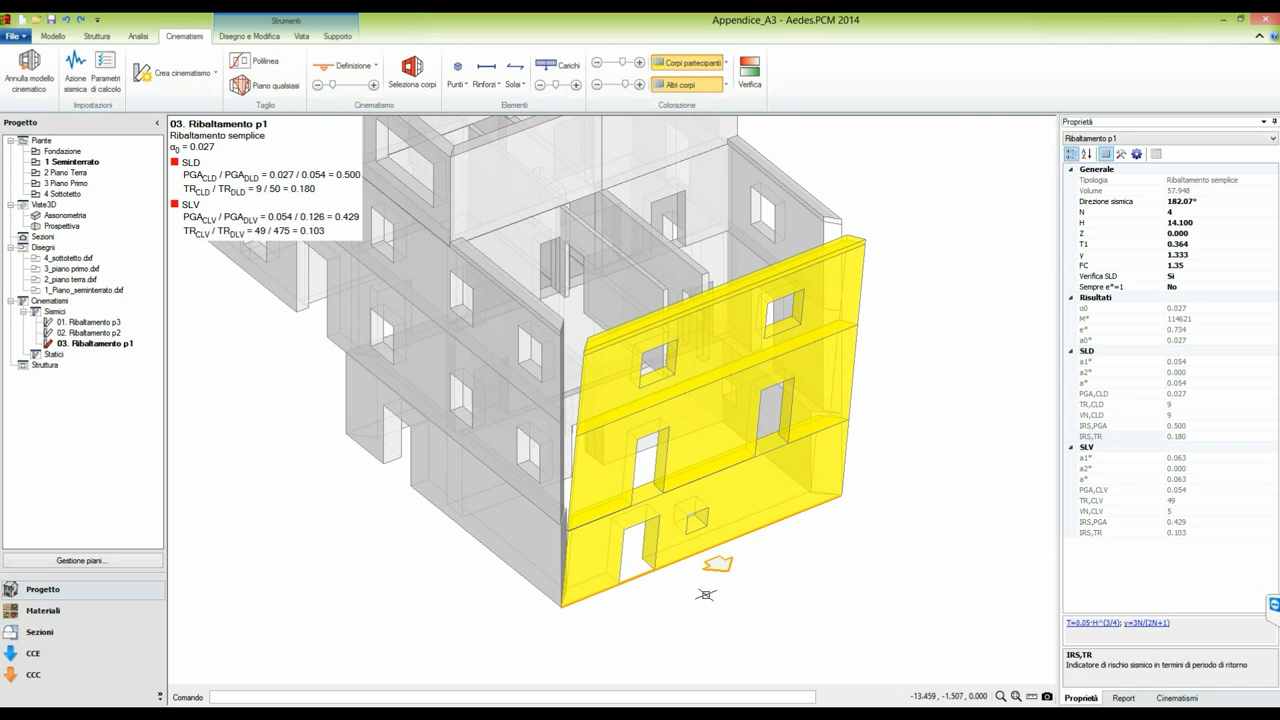 Strumenti
Appendice_A3 - Aedes.PCM 2014
File
Modello
Struttura
Analisi
Cinematismi
Disegno e Modifica
Vista
Supporto
Annulla modello cinematico
Azione sismica
Parametri di calcolo
Impostazioni
Crea cinematismo
Polilinea
Piano qualsiasi
Taglio
Definizione
Cinematismo
Seleziona corpi
Punti
Rinforzi
Solai
Carichi
Elementi
Corpi partecipanti
Altri corpi
Colorazione
Verifica
Progetto
Piante
Fondazione
1 Seminterrato
2 Piano Terra
3 Piano Primo
4 Sottotetto
Viste3D
Assonometria
Prospettiva
Sezioni
Disegni
4_sottotetto.dxf
3_piano primo.dxf
2_piano terra.dxf
1_Piano_seminterrato.dxf
Cinematismi
Sismici
01. Ribaltamento p3
02. Ribaltamento p2
03. Ribaltamento p1
Statici
Struttura
Gestione piani...
Progetto
Materiali
Sezioni
CCE
CCC
03. Ribaltamento p1
Ribaltamento semplice
α0 = 0.027
SLD
PGACLD / PGADLD = 0.027 / 0.054 = 0.500
TRCLD / TRDLD = 9 / 50 = 0.180
SLV
PGACLV / PGADLV = 0.054 / 0.126 = 0.429
TRCLV / TRDLV = 49 / 475 = 0.103
Comando
-13.459 , -1.507, 0.000
Proprietà
Ribaltamento p1
Generale
Tipologia Ribaltamento semplice
Volume 57.948
Direzione sismica 182.07°
N 4
H 14.100
Z 0.000
T1 0.364
γ 1.333
FC 1.35
Verifica SLD Si
Sempre e*=1 No
Risultati
α0 0.027
M* 114621
e* 0.734
a0* 0.027
SLD
a1* 0.054
a2* 0.000
a* 0.054
PGA,CLD 0.027
TR,CLD 9
VN,CLD 9
IRS,PGA 0.500
IRS,TR 0.180
SLV
a1* 0.063
a2* 0.000
a* 0.063
PGA,CLV 0.054
TR,CLV 49
VN,CLV 5
IRS,PGA 0.429
IRS,TR 0.103
T=0.05·H^(3/4); γ=3N/(2N+1)
IRS,TR
Indicatore di rischio sismico in termini di periodo di ritorno
Proprietà
Report
Cinematismi